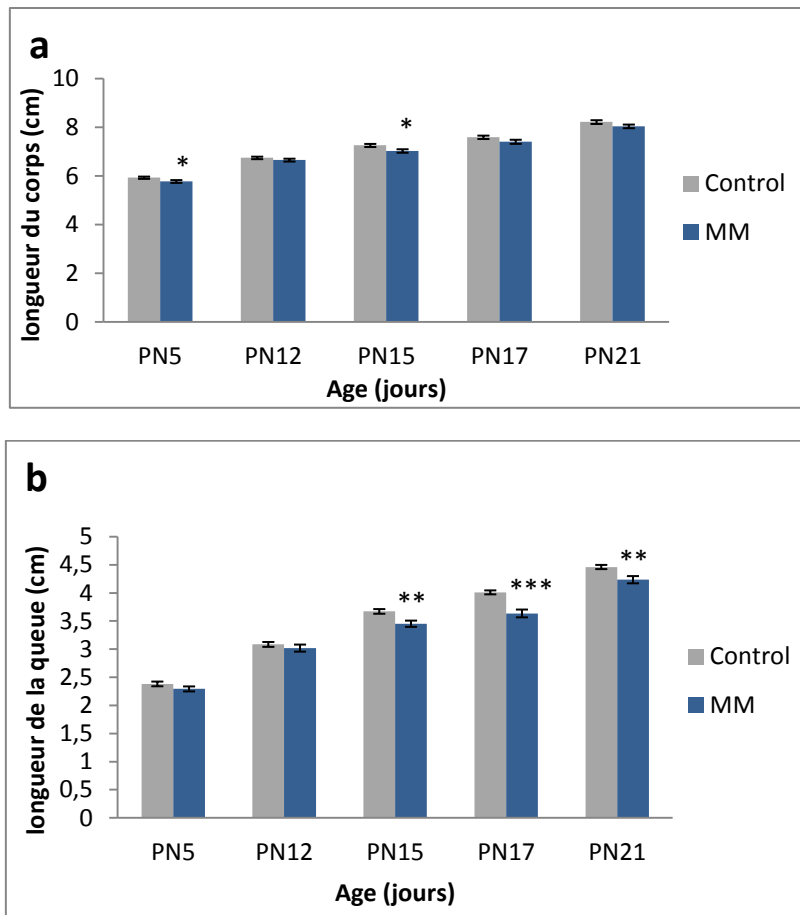 a
longueur du corps (cm)
10
8
6
4
2
0
*
*
PN5 PN12 PN15 PN17 PN21
Age (jours)
Control
MM
b
longueur de la queue (cm)
5
4,5
4
3,5
3
2,5
2
1,5
1
0,5
0
**
***
**
PN5 PN12 PN15 PN17 PN21
Age (jours)
Control
MM